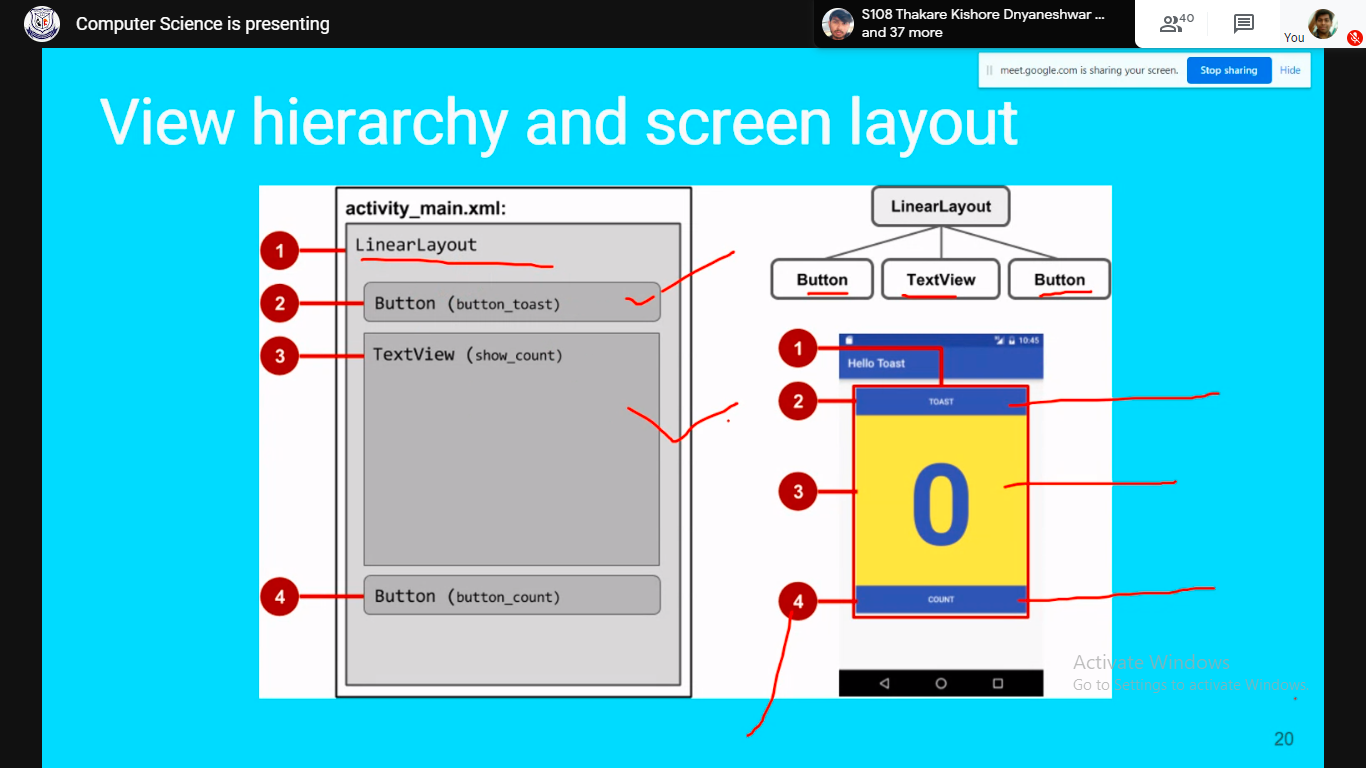 Computer Science is presenting
S108 Thakare Kishore Dnyaneshwar ...
and 37 more
40
You
meet.google.com is sharing your screen.
Stop sharing
Hide
View hierarchy and screen layout
activity_main.xml:
1
LinearLayout
2
Button (button_toast)
3
TextView (show_count)
4
Button (button_count)
LinearLayout
Button
TextView
Button
10:45
1
Hello Toast
2
TOAST
3
0
4
COUNT
Activate Windows
Go to Settings to activate Windows.
20